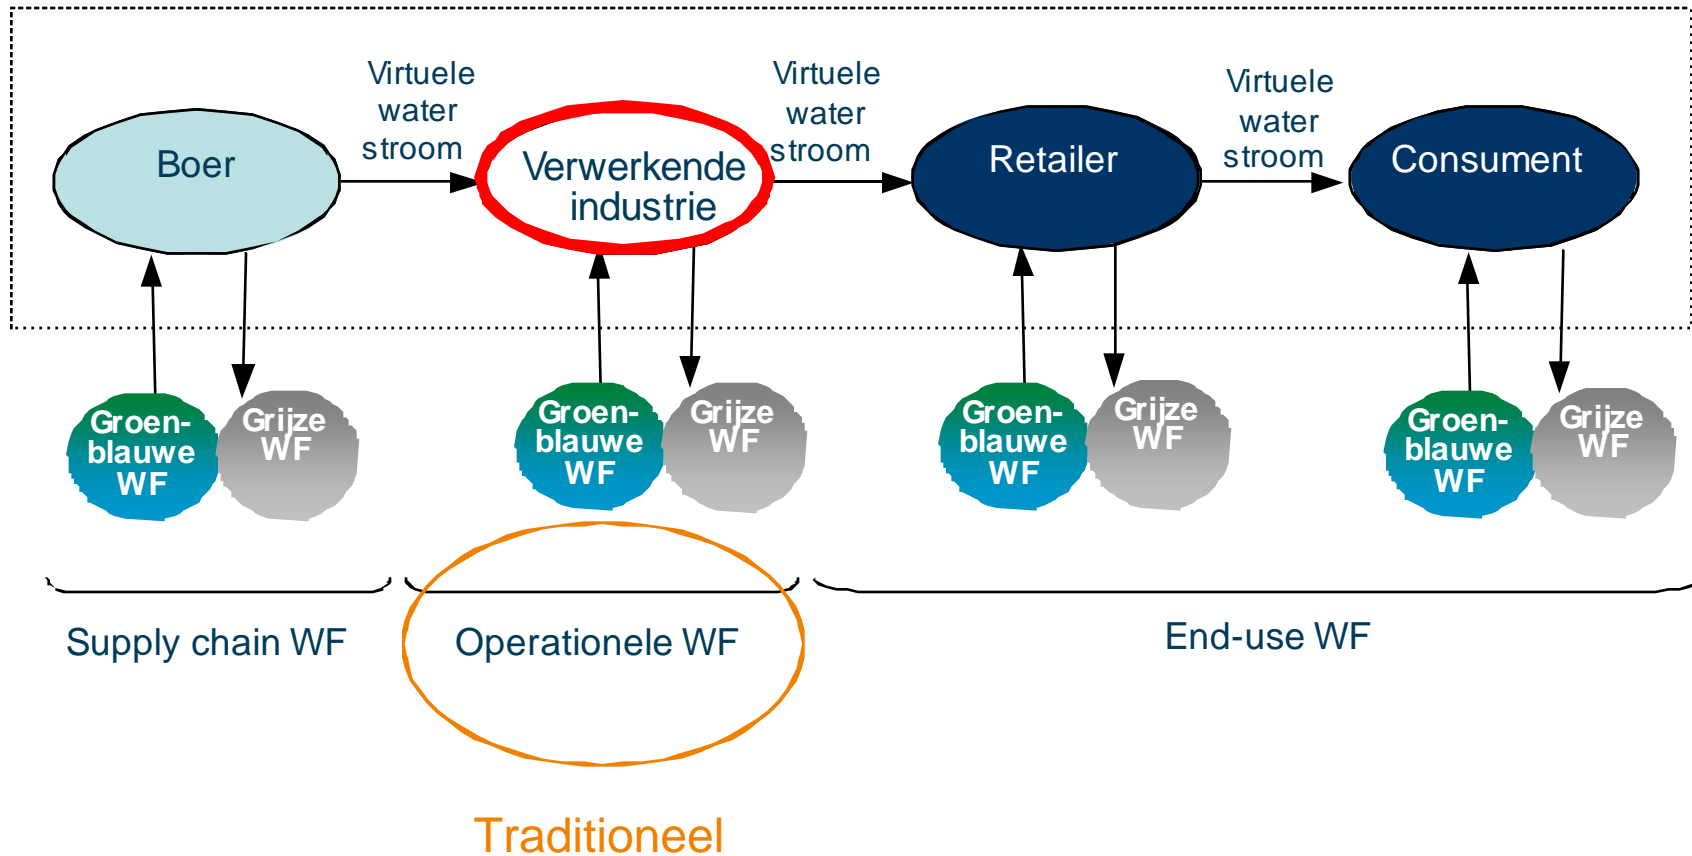 Virtuele
water
stroom
Virtuele
water
stroom
Virtuele
water
stroom
Boer
Verwerkende
industrie
Retailer
Consument
Groen-
blauwe
WF
Grijze
WF
Groen-
blauwe
WF
Grijze
WF
Groen-
blauwe
WF
Grijze
WF
Groen-
blauwe
WF
Grijze
WF
Supply chain WF
Operationele WF
End-use WF
Traditioneel